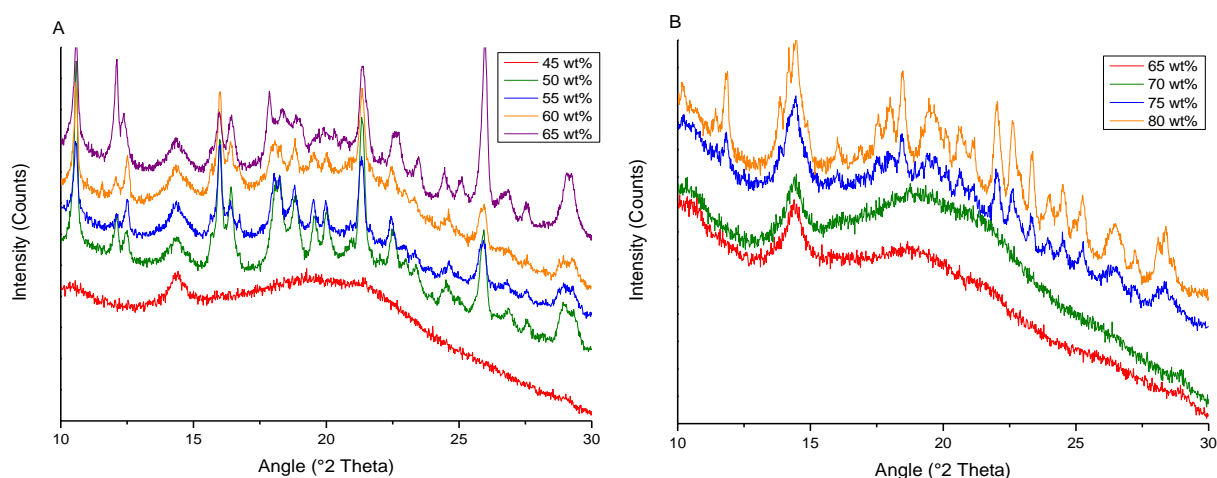 A
45 wt%
50 wt%
55 wt%
60 wt%
65 wt%
Intensity (Counts)
10 15 20 25 30
Angle (°2 Theta)
B
65 wt%
70 wt%
75 wt%
80 wt%
Intensity (Counts)
10 15 20 25 30
Angle (°2 Theta)